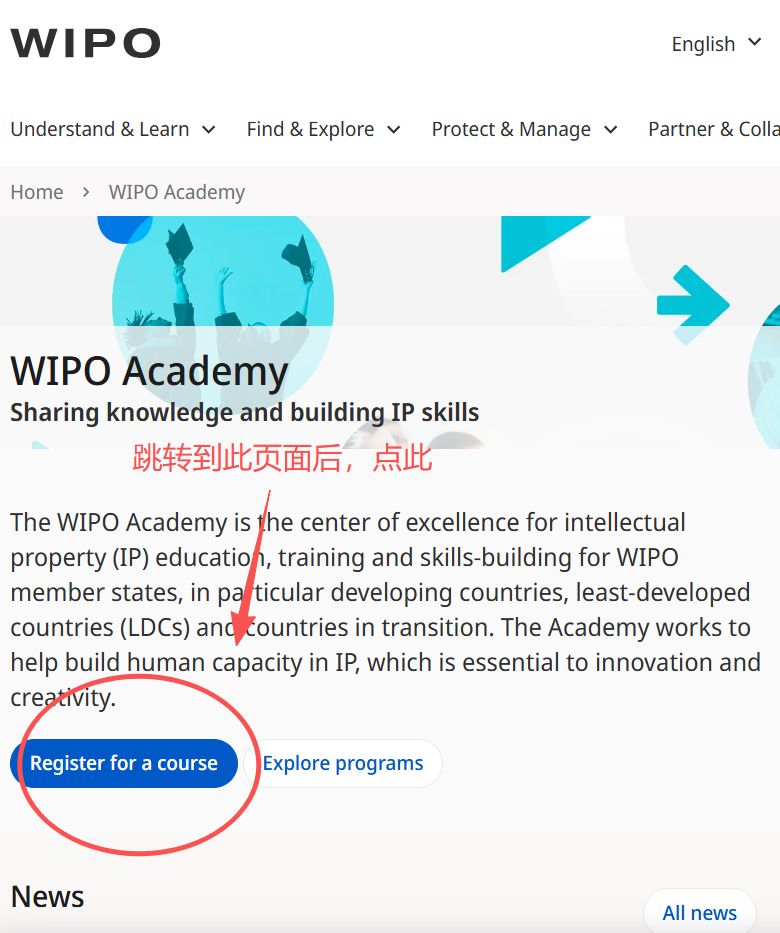 WIPO
English
Understand & Learn Find & Explore Protect & Manage Partner & Colla
Home > WIPO Academy
WIPO Academy
Sharing knowledge and building IP skills
跳转到此页面后，点此
The WIPO Academy is the center of excellence for intellectual
property (IP) education, training and skills-building for WIPO
member states, in particular developing countries, least-developed
countries (LDCs) and countries in transition. The Academy works to
help build human capacity in IP, which is essential to innovation and
creativity.
Register for a course Explore programs
News
All news